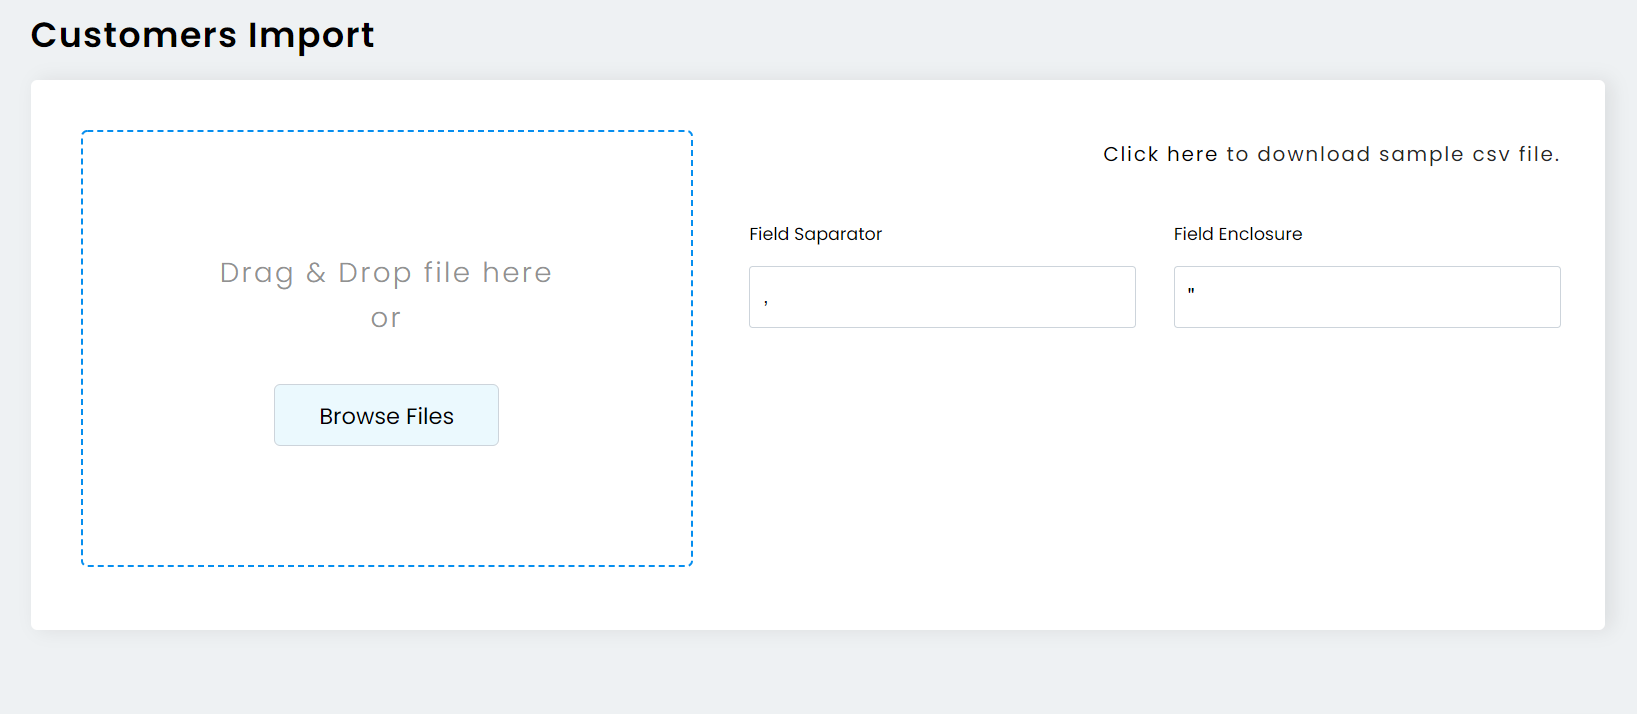 Customers Import
Drag & Drop file here
or
Browse Files
Click here to download sample csv file.
Field Saparator
Field Enclosure
,
"